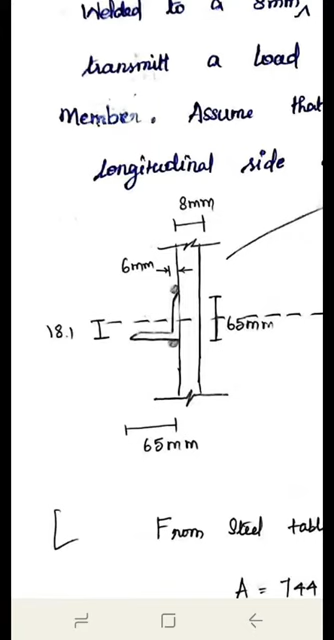 Welded to a 8mm
transmitt a load
Member. Assume that
longitudinal side
8mm
6mm
18.1
65mm
65mm
From Steel tabl
A = 744